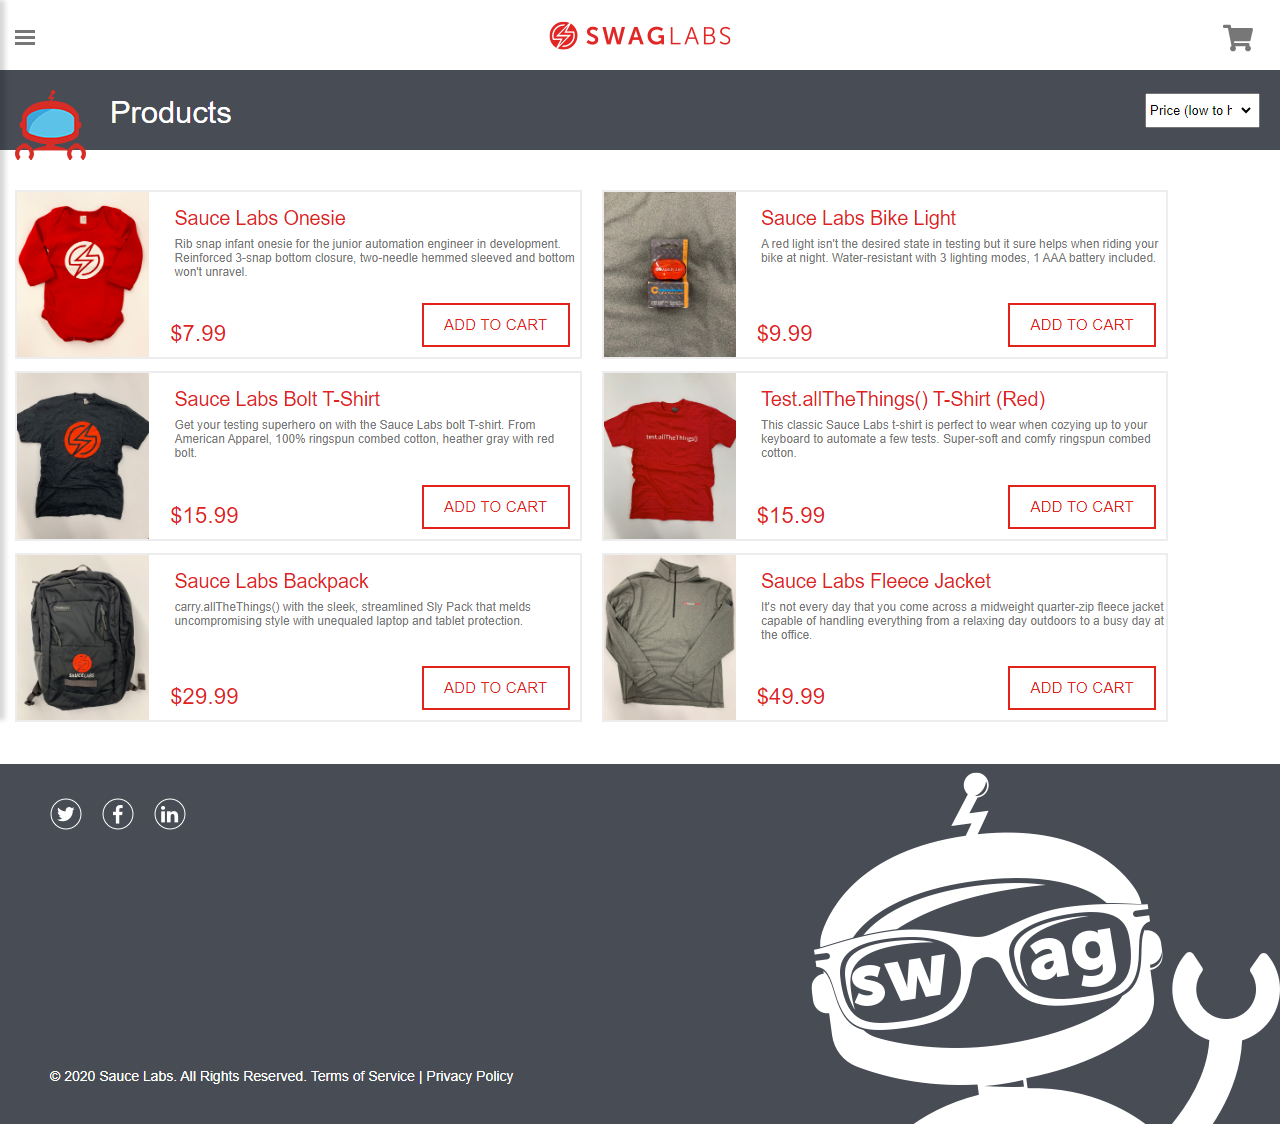 SWAGLABS
Products
Price (low to h
Sauce Labs Onesie
Rib snap infant onesie for the junior automation engineer in development.
Reinforced 3-snap bottom closure, two-needle hemmed sleeved and bottom
won't unravel.
$7.99
ADD TO CART
Sauce Labs Bike Light
A red light isn't the desired state in testing but it sure helps when riding your
bike at night. Water-resistant with 3 lighting modes, 1 AAA battery included.
$9.99
ADD TO CART
Sauce Labs Bolt T-Shirt
Get your testing superhero on with the Sauce Labs bolt T-shirt. From
American Apparel, 100% ringspun combed cotton, heather gray with red
bolt.
$15.99
ADD TO CART
test.allTheThings()
Test.allTheThings() T-Shirt (Red)
This classic Sauce Labs t-shirt is perfect to wear when cozying up to your
keyboard to automate a few tests. Super-soft and comfy ringspun combed
cotton.
$15.99
ADD TO CART
SAUCELABS
Sauce Labs Backpack
carry.allTheThings() with the sleek, streamlined Sly Pack that melds
uncompromising style with unequaled laptop and tablet protection.
$29.99
ADD TO CART
Sauce Labs Fleece Jacket
It's not every day that you come across a midweight quarter-zip fleece jacket
capable of handling everything from a relaxing day outdoors to a busy day at
the office.
$49.99
ADD TO CART
swag
© 2020 Sauce Labs. All Rights Reserved. Terms of Service | Privacy Policy